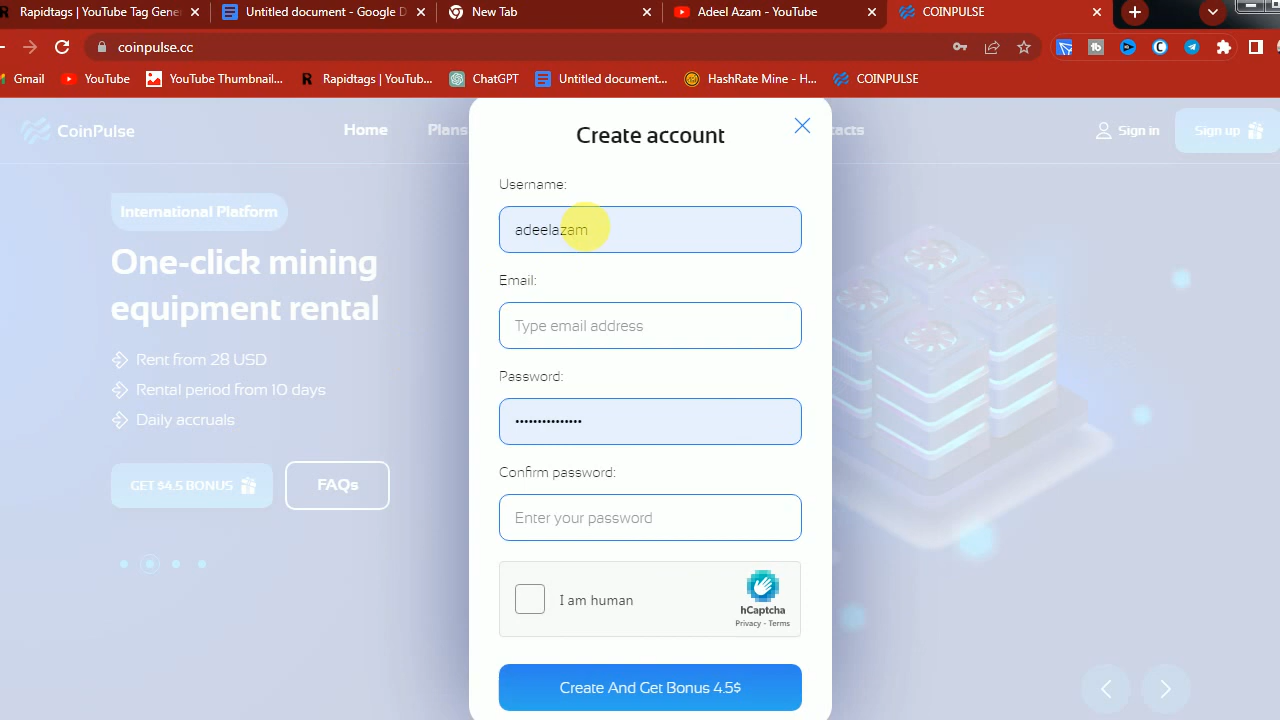 Rapidtags | YouTube Tag Gene
Untitled document - Google D
New Tab
Adeel Azam - YouTube
COINPULSE
coinpulse.cc
Gmail
YouTube
YouTube Thumbnail...
Rapidtags | YouTub...
ChatGPT
Untitled document...
HashRate Mine - H...
COINPULSE
CoinPulse
Home
Plans
tacts
Sign in
Sign up
International Platform
One-click mining
equipment rental
Rent from 28 USD
Rental period from 10 days
Daily accruals
GET $4.5 BONUS
FAQs
Create account
Username:
adeelazam
Email:
Type email address
Password:
•••••••••••••••
Confirm password:
Enter your password
I am human
hCaptcha
Privacy - Terms
Create And Get Bonus 4.5$